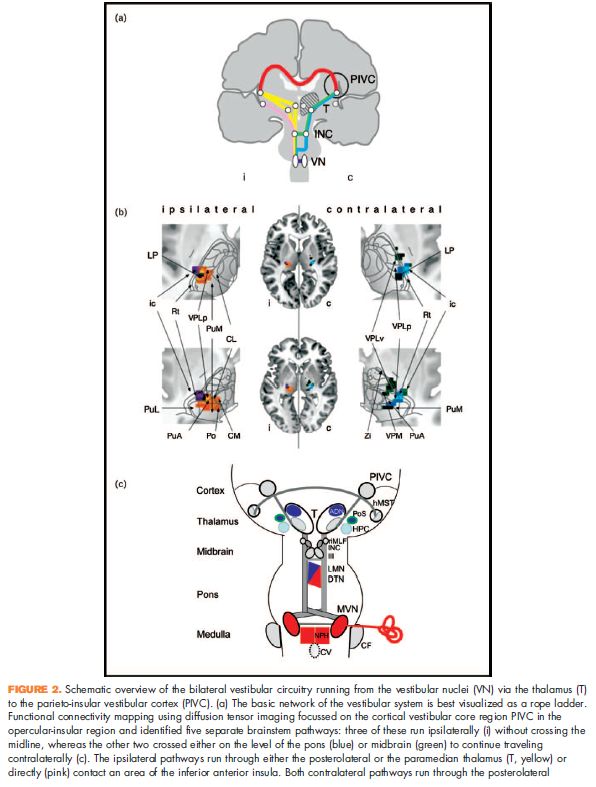 (a)
PIVC
T
INC
VN
i c
(b)
ipsilateral contralateral
LP
ic
Rt
VPLp
PuM
CL
i c
LP
ic
Rt
VPLp
VPLv
PuL
PuA Po CM
i c
PuM
Zi VPM PuA
(c)
PIVC
Cortex
hMST
T
ADN
PoS
Thalamus
HPC
riMLF
Midbrain
INC
III
LMN
DTN
Pons
MVN
Medulla
NPH
CF
CV
FIGURE 2. Schematic overview of the bilateral vestibular circuitry running from the vestibular nuclei (VN) via the thalamus (T)
to the parieto-insular vestibular cortex (PIVC). (a) The basic network of the vestibular system is best visualized as a rope ladder.
Functional connectivity mapping using diffusion tensor imaging focussed on the cortical vestibular core region PIVC in the
opercular-insular region and identified five separate brainstem pathways: three of these run ipsilaterally (i) without crossing the
midline, whereas the other two crossed either on the level of the pons (blue) or midbrain (green) to continue traveling
contralaterally (c). The ipsilateral pathways run through either the posterolateral or the paramedian thalamus (T, yellow) or
directly (pink) contact an area of the inferior anterior insula. Both contralateral pathways run through the posterolateral